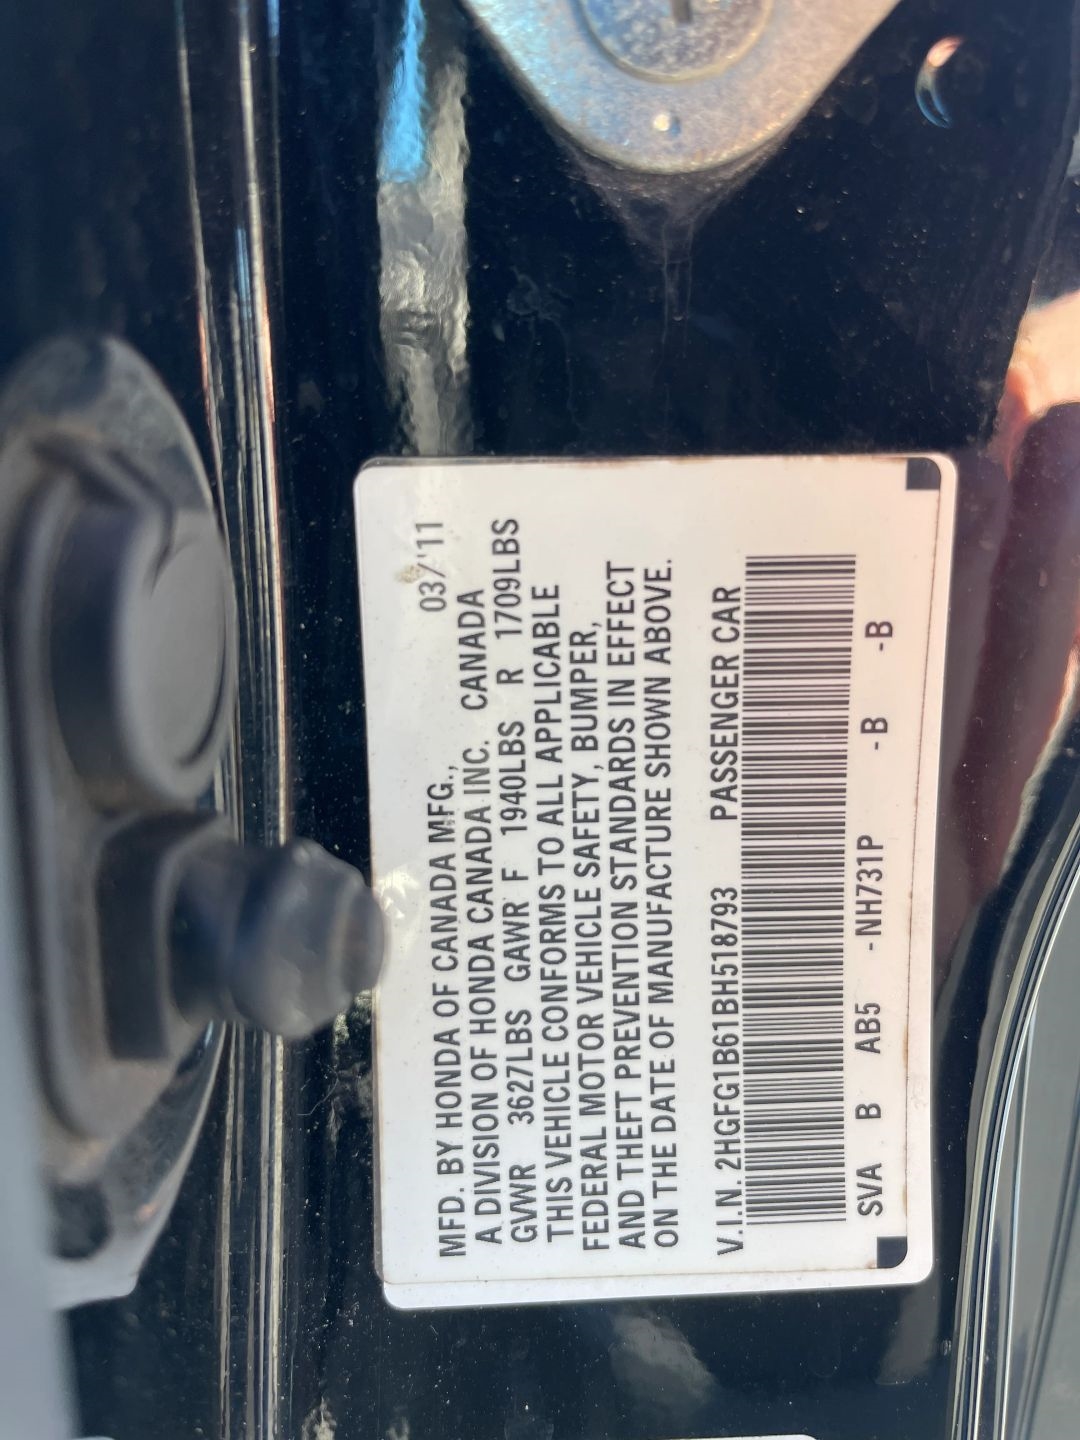 MFD. BY HONDA OF CANADA MFG., 03/'11
A DIVISION OF HONDA CANADA INC. CANADA
GVWR 3627LBS GAWR F 1940LBS R 1709LBS
THIS VEHICLE CONFORMS TO ALL APPLICABLE
FEDERAL MOTOR VEHICLE SAFETY, BUMPER,
AND THEFT PREVENTION STANDARDS IN EFFECT
ON THE DATE OF MANUFACTURE SHOWN ABOVE.
V.I.N. 2HGFG1B61BH518793 PASSENGER CAR
SVA B AB5 -NH731P -B -B